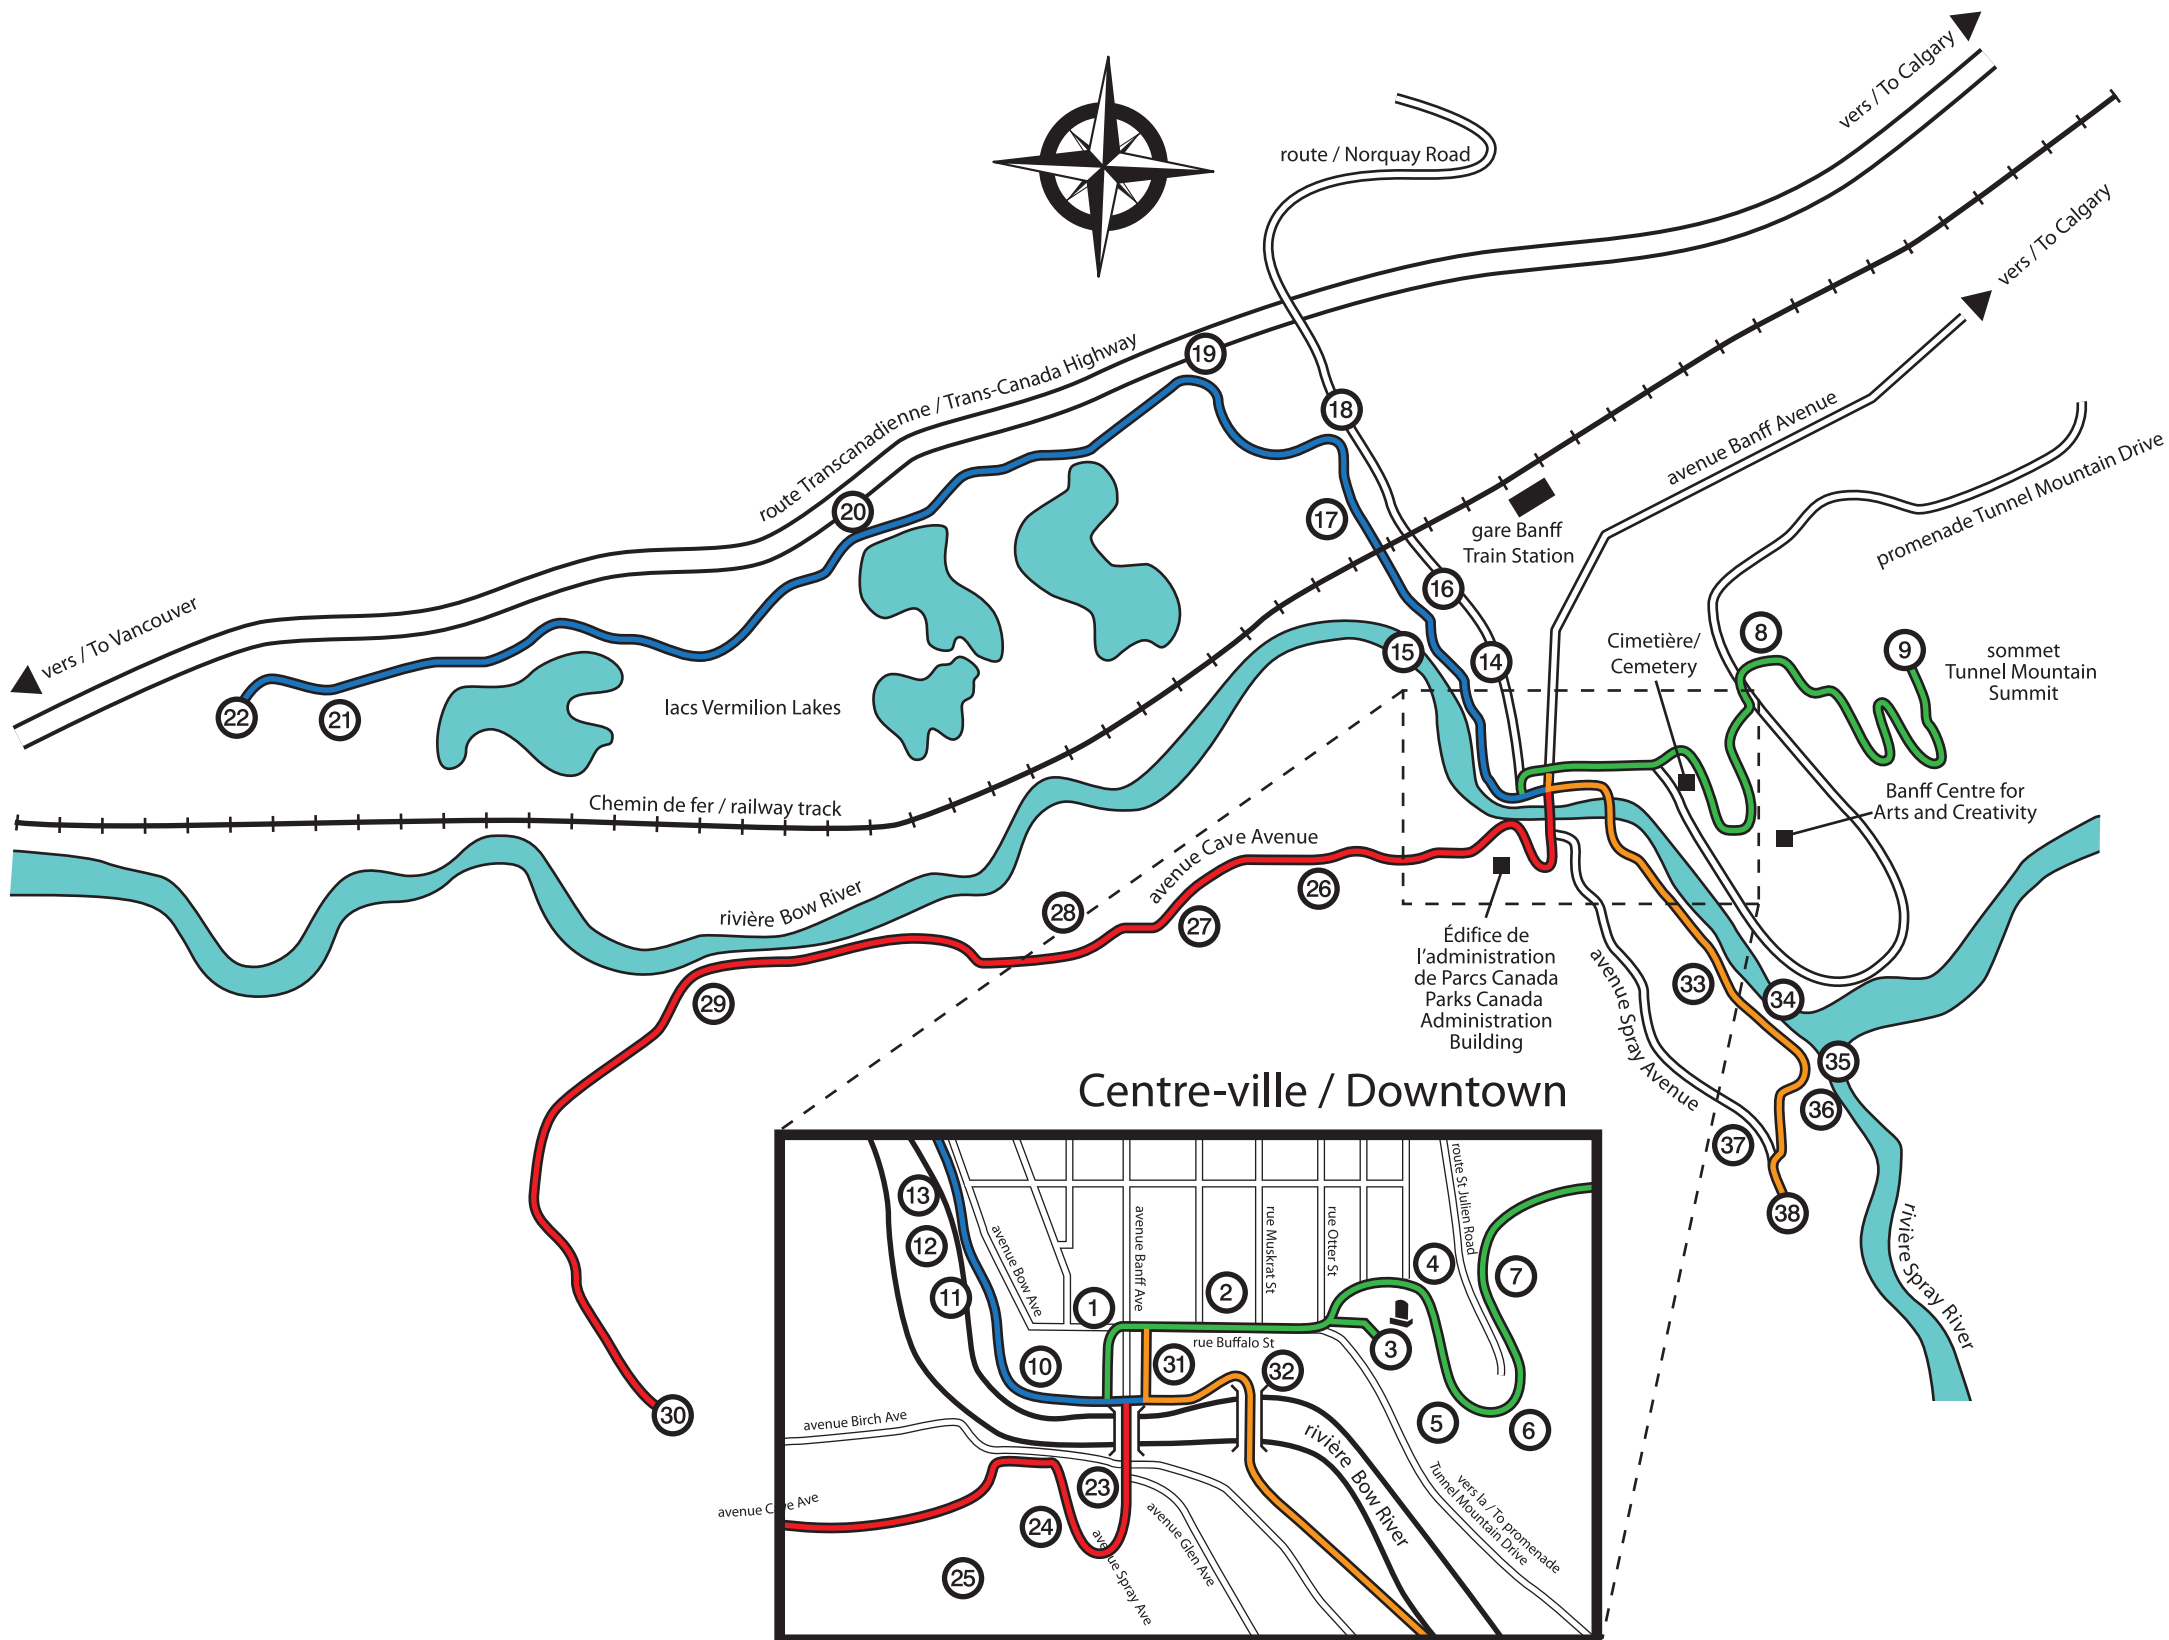 vers / To Calgary
route / Norquay Road
vers / To Calgary
route Transcanadienne / Trans-Canada Highway
19
18
avenue Banff Avenue
promenade Tunnel Mountain Drive
20
17
gare Banff
Train Station
16
vers / To Vancouver
15
14
Cimetière/
Cemetery
8
9
sommet
Tunnel Mountain
Summit
22
21
lacs Vermilion Lakes
Chemin de fer / railway track
Banff Centre for
Arts and Creativity
avenue Cave Avenue
rivière Bow River
26
28
27
29
Édifice de
l'administration
de Parcs Canada
Parks Canada
Administration
Building
avenue Spray Avenue
33
34
35
36
37
38
rivière Spray River
30
Centre-ville / Downtown
13
12
11
avenue Bow Ave
avenue Banff Ave
rue Muskrat St
rue Otter St
route St Julien Road
1
2
4
7
rue Buffalo St
3
10
31
32
5
6
avenue Birch Ave
rivière Bow River
avenue Cave Ave
23
24
25
avenue Spray Ave
avenue Glen Ave
vers la / To promenade
Tunnel Mountain Drive